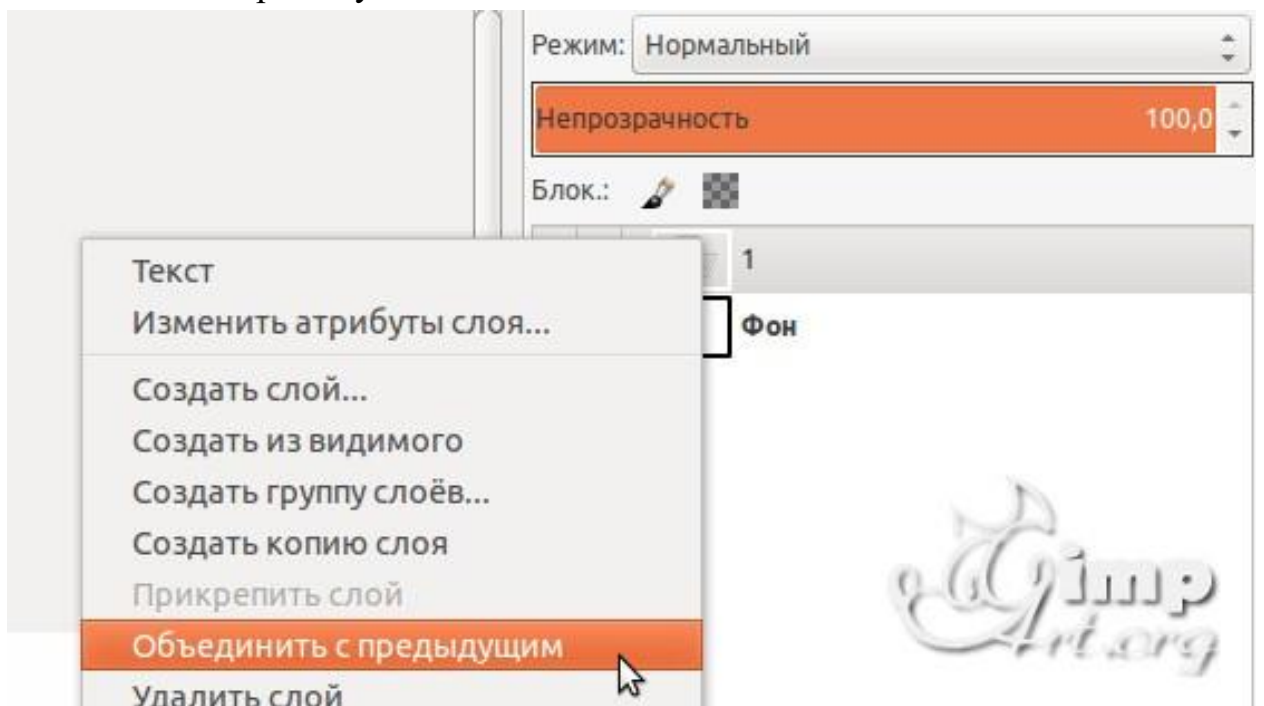 Режим: Нормальный
Непрозрачность 100,0
Блок.:
1
Фон
Текст
Изменить атрибуты слоя...
Создать слой...
Создать из видимого
Создать группу слоёв...
Создать копию слоя
Прикрепить слой
Объединить с предыдущим
Удалить слой
Gimp
Art.org